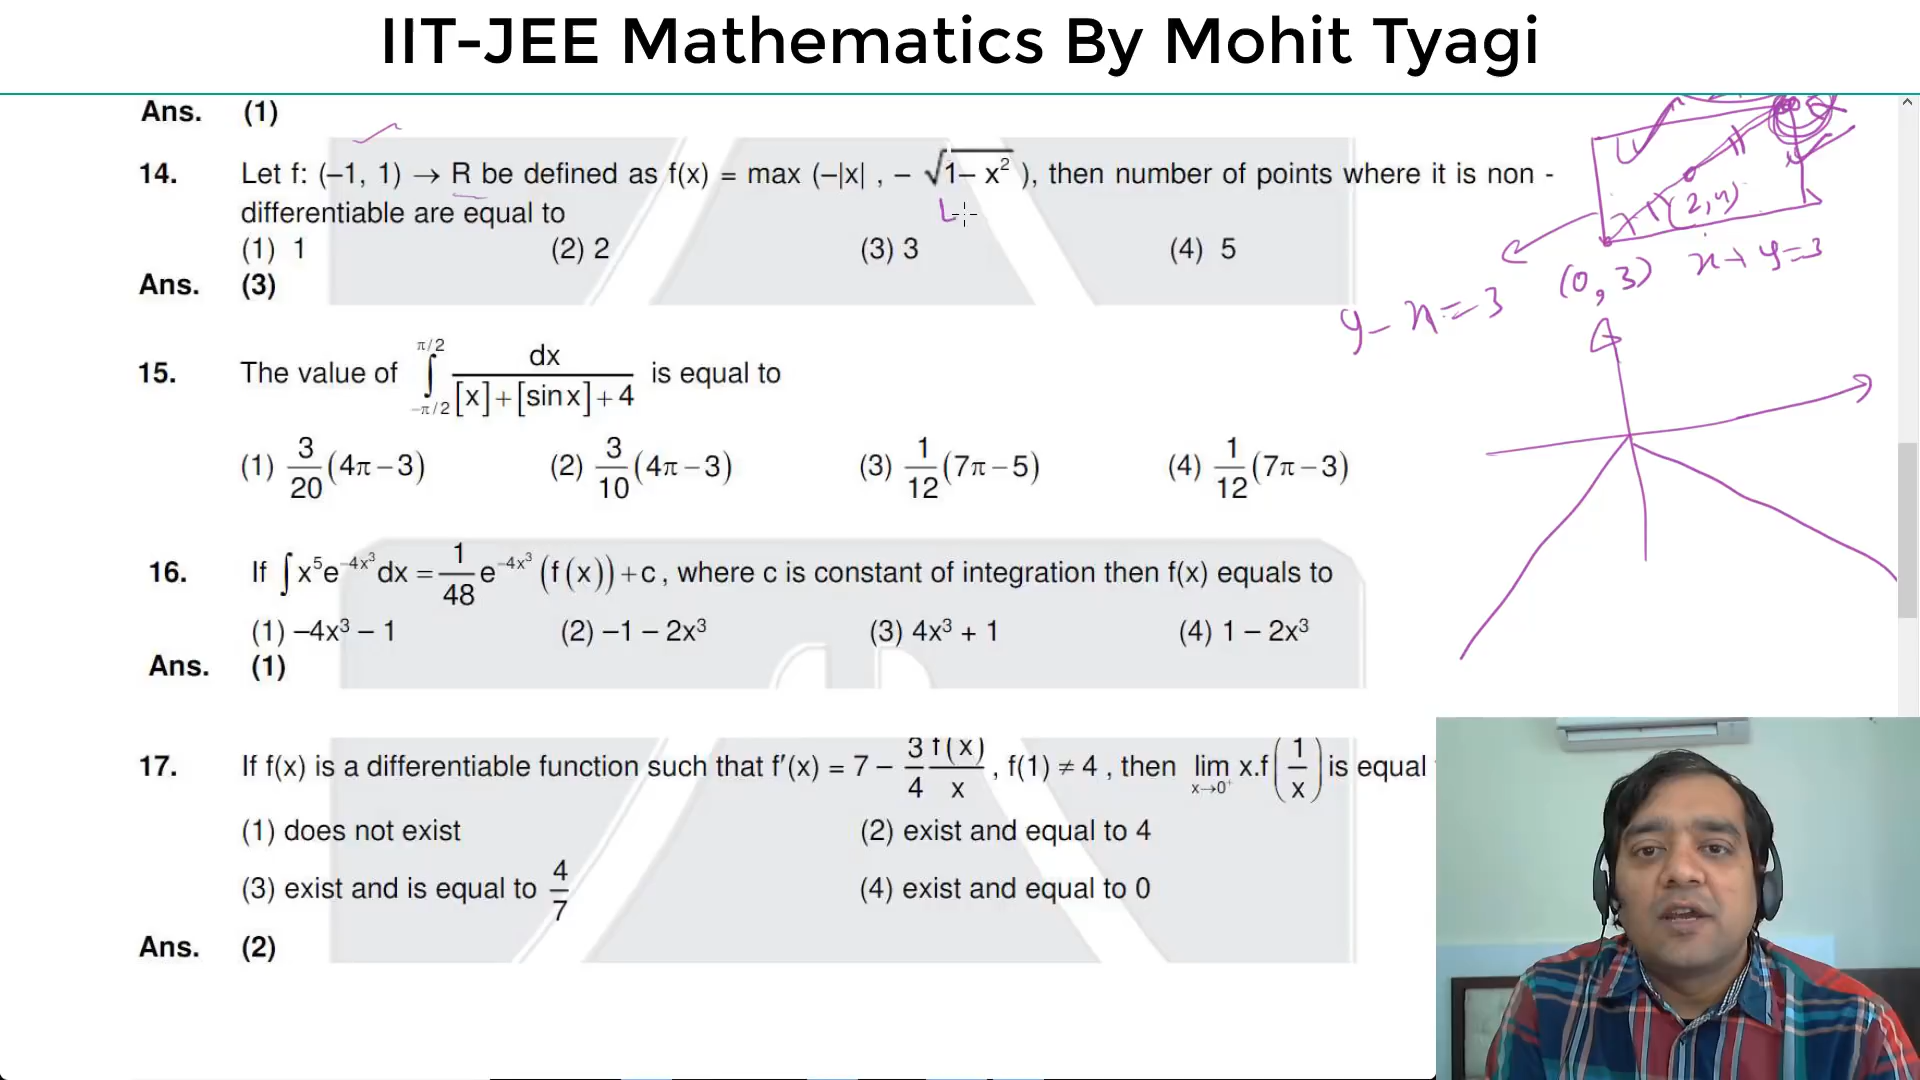 IIT-JEE Mathematics By Mohit Tyagi
Ans. (1)
14. Let f: (–1, 1) → R be defined as f(x) = max (–|x| , – √(1– x²) ), then number of points where it is non -
differentiable are equal to
(1) 1 (2) 2 (3) 3 (4) 5
Ans. (3)
(2, 4)
(0, 3) x + y = 3
y - x = 3
15. The value of ∫_{-π/2}^{π/2} dx/([x]+[sin x]+4) is equal to
(1) 3/20 (4π – 3) (2) 3/10 (4π – 3) (3) 1/12 (7π – 5) (4) 1/12 (7π – 3)
16. If ∫ x⁵e^{-4x³} dx = 1/48 e^{-4x³} (f(x)) + c , where c is constant of integration then f(x) equals to
(1) –4x³ – 1 (2) –1 – 2x³ (3) 4x³ + 1 (4) 1 – 2x³
Ans. (1)
17. If f(x) is a differentiable function such that f'(x) = 7 – 3/4 f(x)/x , f(1) ≠ 4 , then lim_{x→0⁺} x.f(1/x) is equal
(1) does not exist (2) exist and equal to 4
(3) exist and is equal to 4/7 (4) exist and equal to 0
Ans. (2)